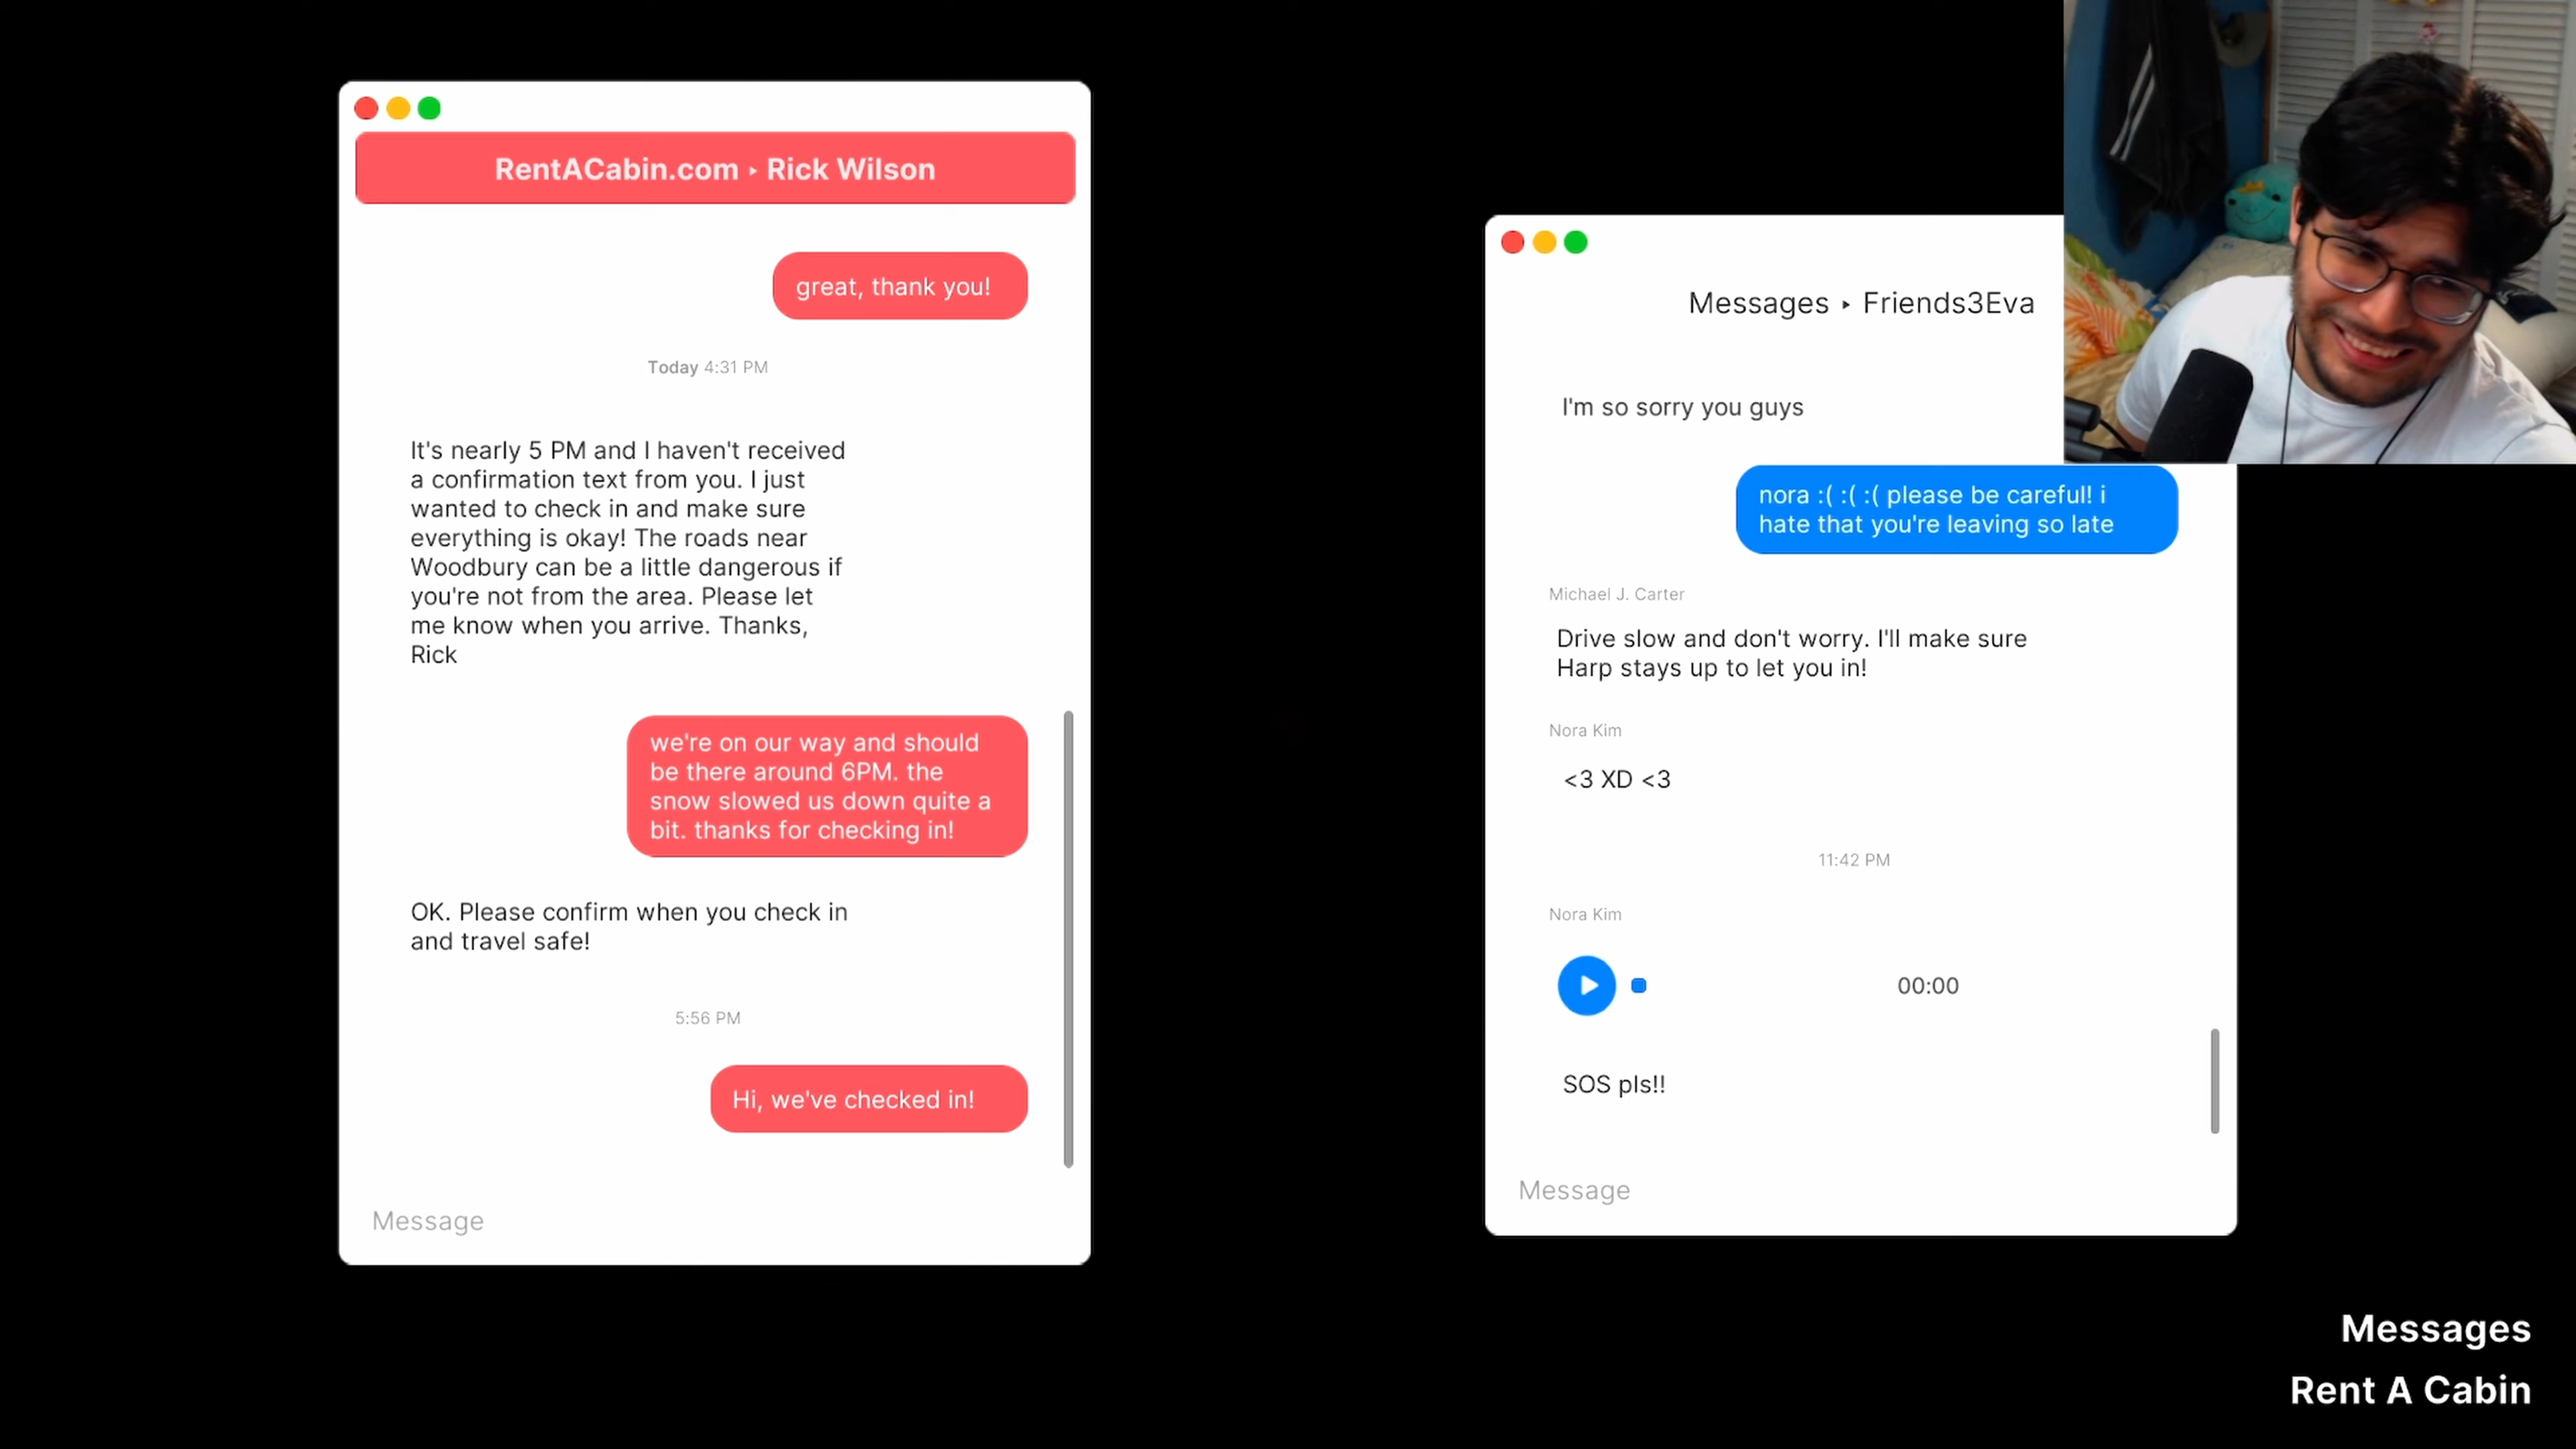 RentACabin.com ‣ Rick Wilson
great, thank you!
Today 4:31 PM
It's nearly 5 PM and I haven't received
a confirmation text from you. I just
wanted to check in and make sure
everything is okay! The roads near
Woodbury can be a little dangerous if
you're not from the area. Please let
me know when you arrive. Thanks,
Rick
we're on our way and should
be there around 6PM. the
snow slowed us down quite a
bit. thanks for checking in!
OK. Please confirm when you check in
and travel safe!
5:56 PM
Hi, we've checked in!
Message
Messages ‣ Friends3Eva
I'm so sorry you guys
nora :( :( :( please be careful! i
hate that you're leaving so late
Michael J. Carter
Drive slow and don't worry. I'll make sure
Harp stays up to let you in!
Nora Kim
<3 XD <3
11:42 PM
Nora Kim
00:00
SOS pls!!
Message
Messages
Rent A Cabin